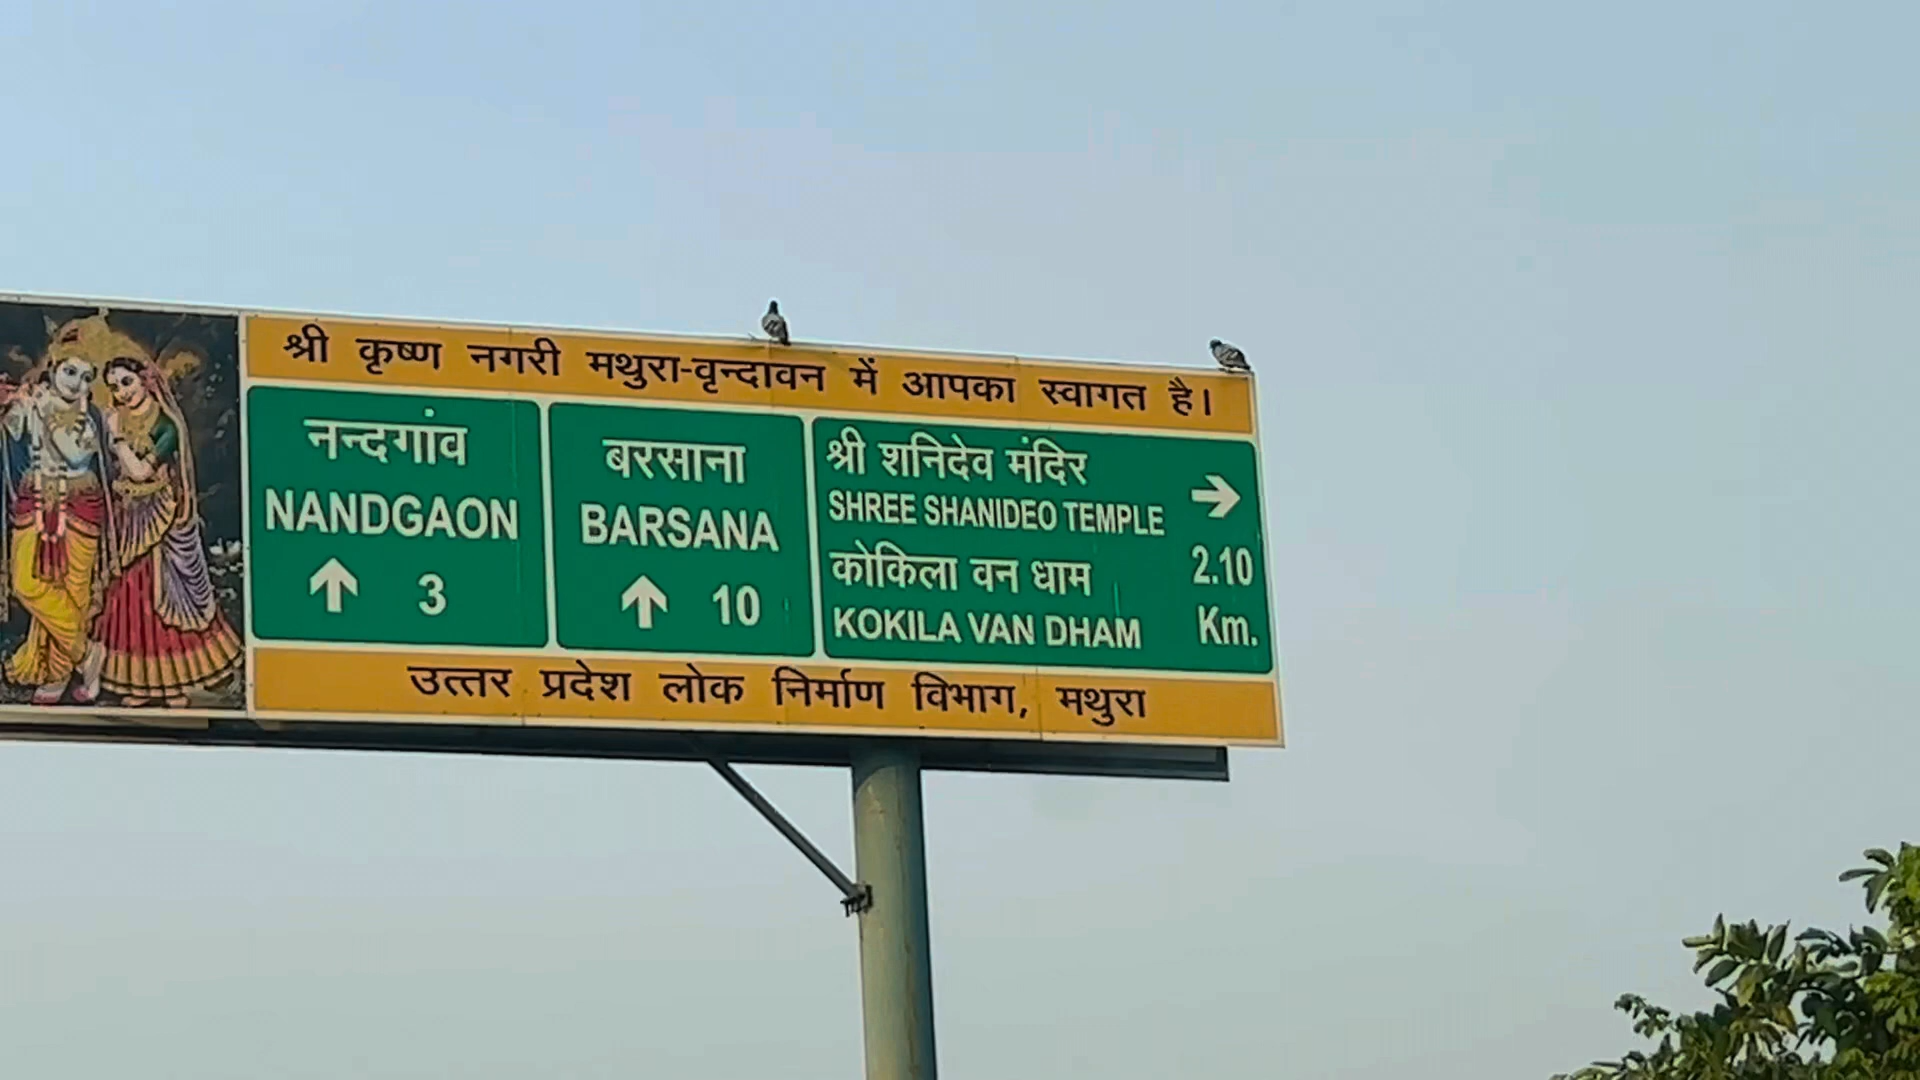 श्री कृष्ण नगरी मथुरा-वृन्दावन में आपका स्वागत है।
नन्दगांव
NANDGAON
↑ 3
बरसाना
BARSANA
↑ 10
श्री शनिदेव मंदिर →
SHREE SHANIDEO TEMPLE
कोकिला वन धाम 2.10
KOKILA VAN DHAM Km.
उत्तर प्रदेश लोक निर्माण विभाग, मथुरा